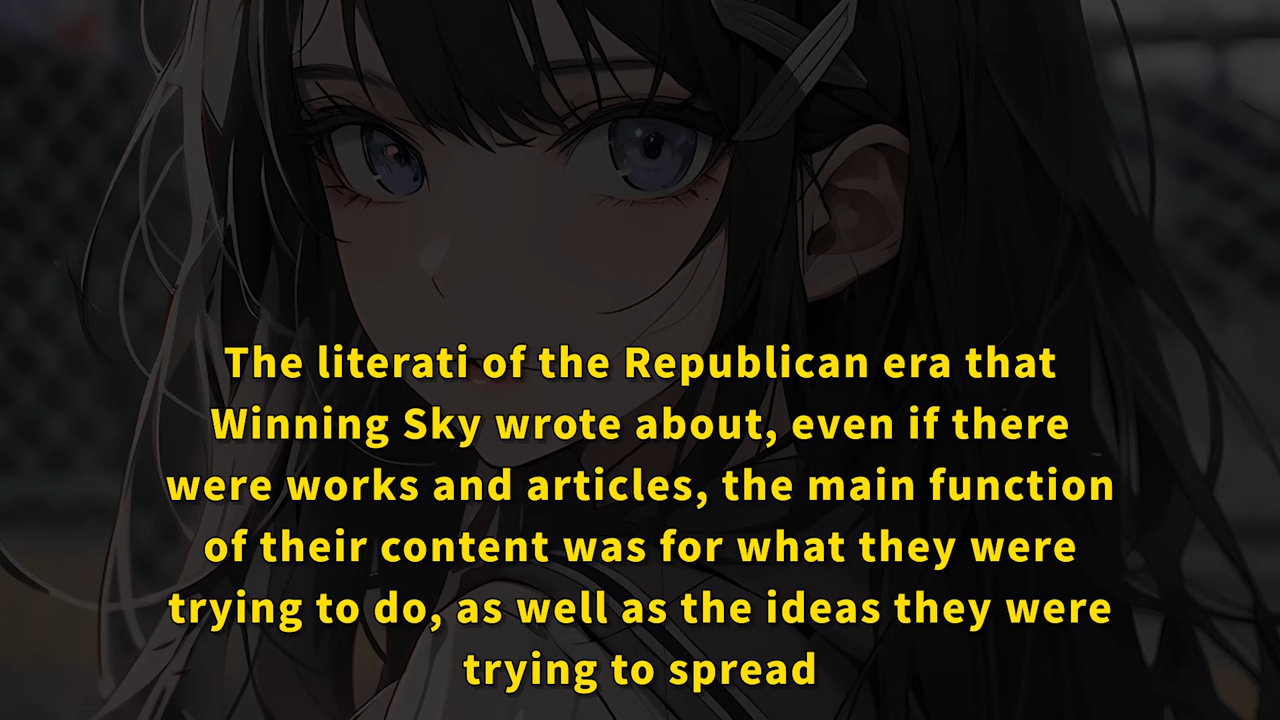 The literati of the Republican era that
Winning Sky wrote about, even if there
were works and articles, the main function
of their content was for what they were
trying to do, as well as the ideas they were
trying to spread